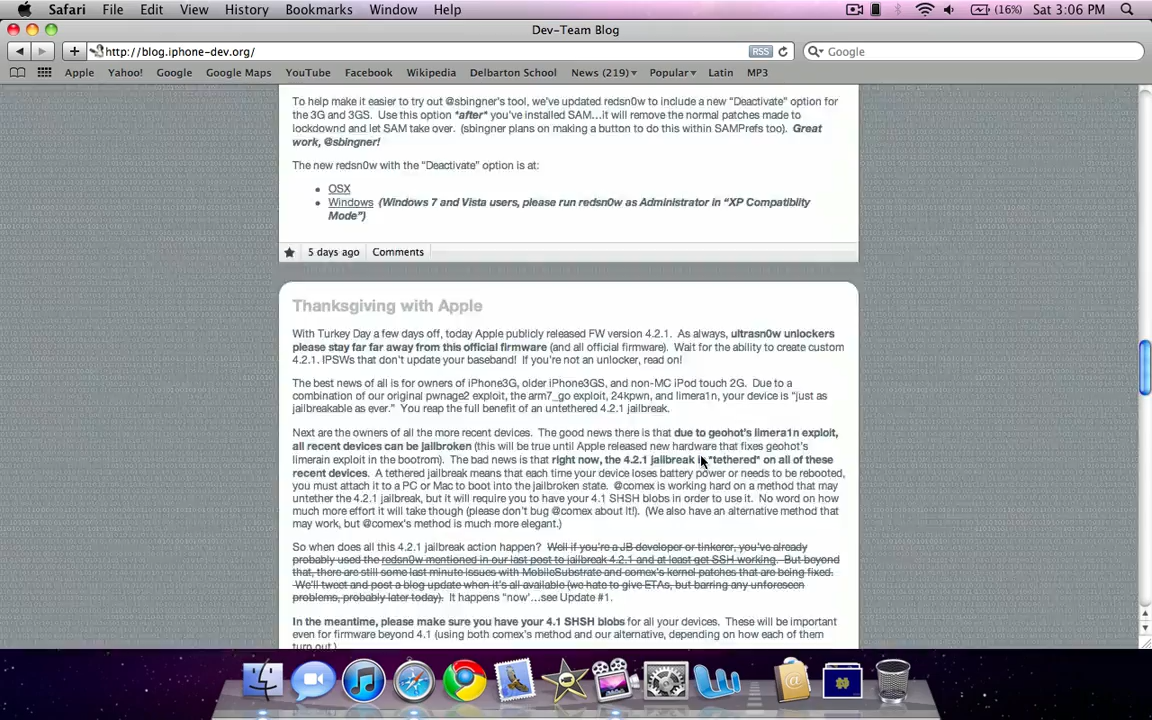 Safari File Edit View History Bookmarks Window Help (16%) Sat 3:06 PM
Dev-Team Blog
http://blog.iphone-dev.org/ RSS Google
Apple Yahoo! Google Google Maps YouTube Facebook Wikipedia Delbarton School News (219) Popular Latin MP3
To help make it easier to try out @sbingner's tool, we've updated redsn0w to include a new "Deactivate" option for
the 3G and 3GS. Use this option *after* you've installed SAM...it will remove the normal patches made to
lockdownd and let SAM take over. (sbingner plans on making a button to do this within SAMPrefs too). Great
work, @sbingner!
The new redsn0w with the "Deactivate" option is at:
• OSX
• Windows (Windows 7 and Vista users, please run redsn0w as Administrator in "XP Compatiblity
Mode")
5 days ago Comments
Thanksgiving with Apple
With Turkey Day a few days off, today Apple publicly released FW version 4.2.1. As always, ultrasn0w unlockers
please stay far far away from this official firmware (and all official firmware). Wait for the ability to create custom
4.2.1. IPSWs that don't update your baseband! If you're not an unlocker, read on!
The best news of all is for owners of iPhone3G, older iPhone3GS, and non-MC iPod touch 2G. Due to a
combination of our original pwnage2 exploit, the arm7_go exploit, 24kpwn, and limera1n, your device is "just as
jailbreakable as ever." You reap the full benefit of an untethered 4.2.1 jailbreak.
Next are the owners of all the more recent devices. The good news there is that due to geohot's limera1n exploit,
all recent devices can be jailbroken (this will be true until Apple released new hardware that fixes geohot's
limerain exploit in the bootrom). The bad news is that right now, the 4.2.1 jailbreak *tethered* on all of these
recent devices. A tethered jailbreak means that each time your device loses battery power or needs to be rebooted,
you must attach it to a PC or Mac to boot into the jailbroken state. @comex is working hard on a method that may
untether the 4.2.1 jailbreak, but it will require you to have your 4.1 SHSH blobs in order to use it. No word on how
much more effort it will take though (please don't bug @comex about it!). (We also have an alternative method that
may work, but @comex's method is much more elegant.)
So when does all this 4.2.1 jailbreak action happen? Well if you're a JB developer or tinkerer, you've already
probably used the redsn0w mentioned in our last post to jailbreak 4.2.1 and at least get SSH working. But beyond
that, there are still some last minute issues with MobileSubstrate and comex's kernel patches that are being fixed.
We'll tweet and post a blog update when it's all available (we hate to give ETAs, but barring any unforeseen
problems, probably later today). It happens "now'...see Update #1.
In the meantime, please make sure you have your 4.1 SHSH blobs for all your devices. These will be important
even for firmware beyond 4.1 (using both comex's method and our alternative, depending on how each of them
turn out.)